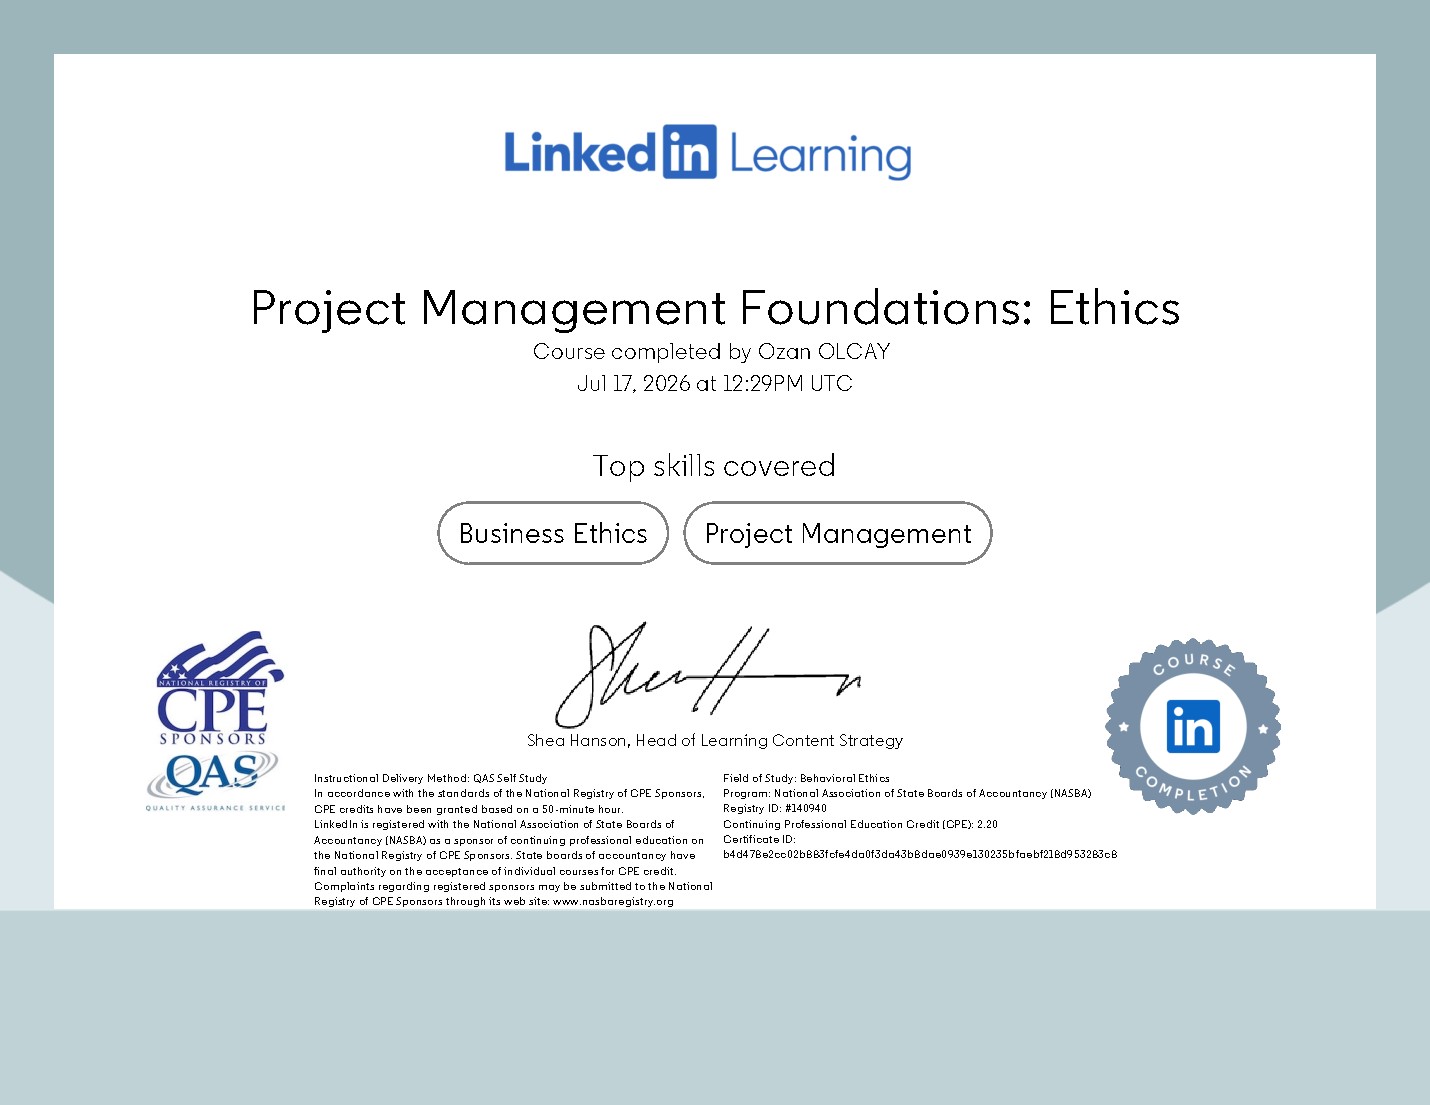 LinkedIn Learning
Project Management Foundations: Ethics
Course completed by Ozan OLCAY
Jul 17, 2026 at 12:29PM UTC
Top skills covered
Business Ethics
Project Management
NATIONAL REGISTRY OF
CPE
SPONSORS
QAS
QUALITY ASSURANCE SERVICE
Shea Hanson, Head of Learning Content Strategy
COURSE
in
COMPLETION
Instructional Delivery Method: QAS Self Study
In accordance with the standards of the National Registry of CPE Sponsors,
CPE credits have been granted based on a 50-minute hour.
LinkedIn is registered with the National Association of State Boards of
Accountancy (NASBA) as a sponsor of continuing professional education on
the National Registry of CPE Sponsors. State boards of accountancy have
final authority on the acceptance of individual courses for CPE credit.
Complaints regarding registered sponsors may be submitted to the National
Registry of CPE Sponsors through its web site: www.nasbaregistry.org
Field of Study: Behavioral Ethics
Program: National Association of State Boards of Accountancy (NASBA)
Registry ID: #140940
Continuing Professional Education Credit (CPE): 2.20
Certificate ID:
b4d478e2cc02b883fcfe4da0f3da43b8dae0939e130235bfaebf218d953283c8